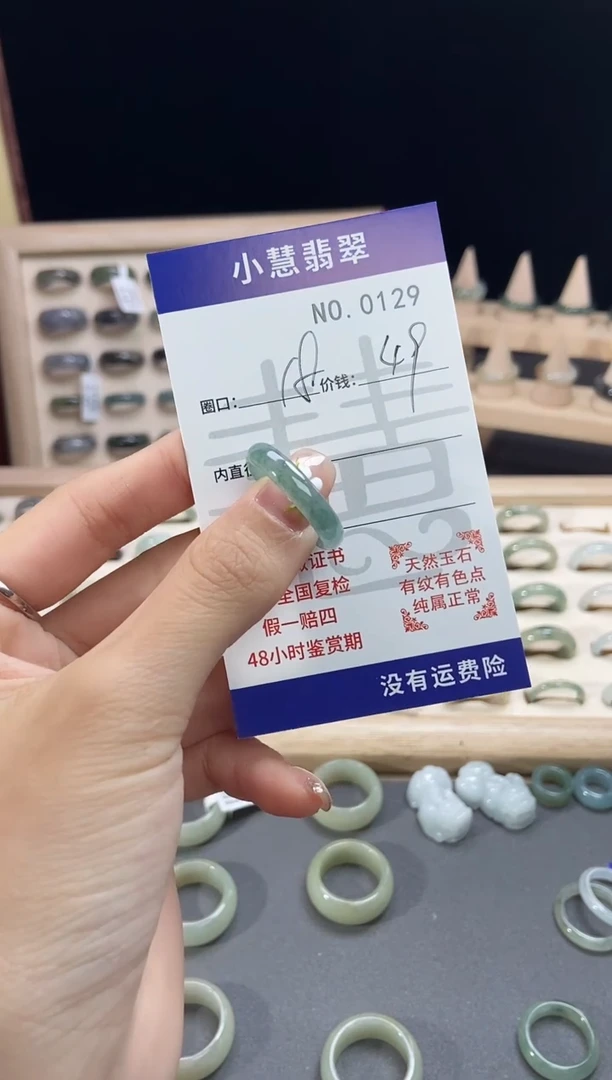 小慧翡翠
NO.0129
圈口: 18 价钱: 49
内直
证书
全国复检
假一赔四
48小时鉴赏期
天然玉石
有纹有色点
纯属正常
没有运费险